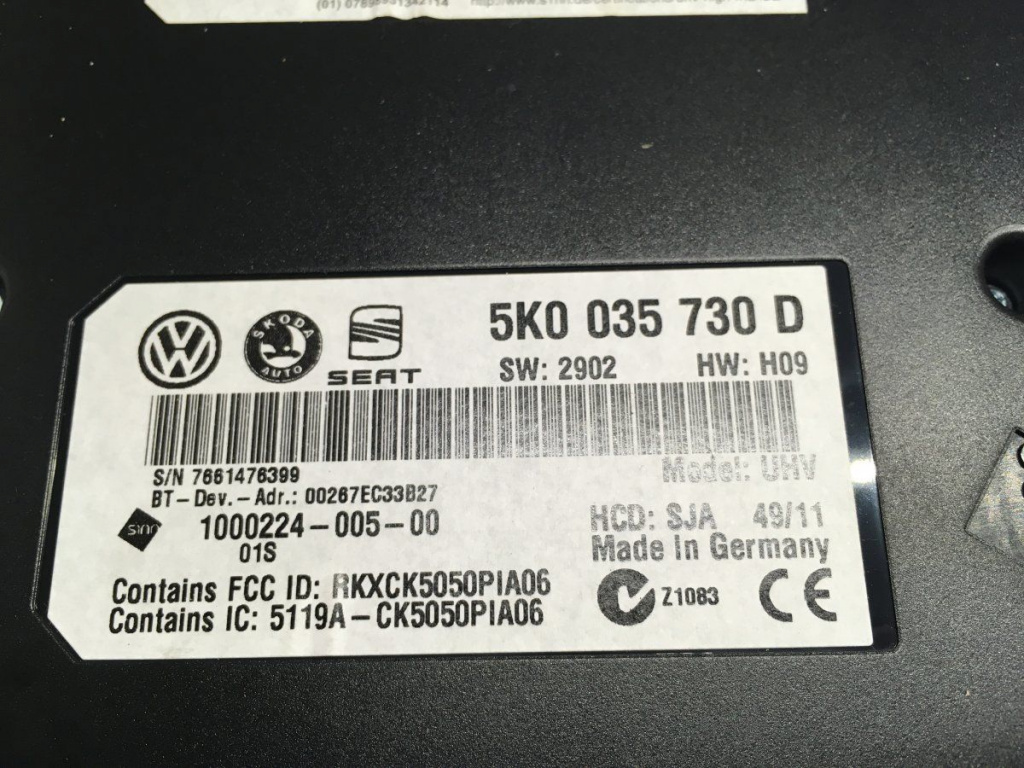 (01)
SKODA
AUTO
SEAT
5K0 035 730 D
SW: 2902 HW: H09
S/N 7661476399
Model: UHV
BT-Dev.-Adr.: 00267EC33B27
S1nn
1000224-005-00
01S
HCD: SJA 49/11
Made In Germany
Contains FCC ID: RKXCK5050PIA06
Contains IC: 5119A-CK5050PIA06
Z1083
CE